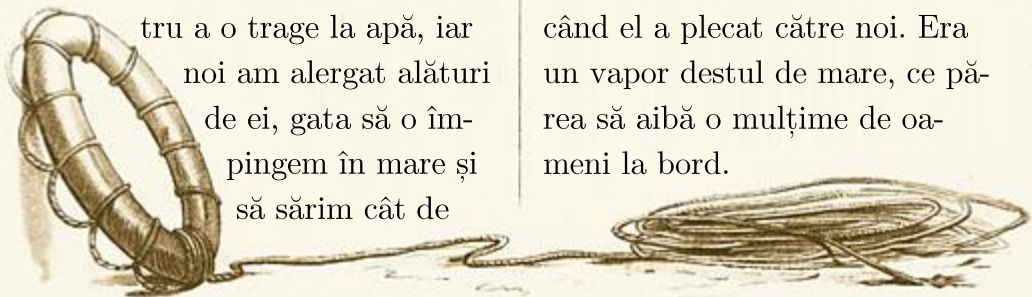 tru a o trage la apă, iar
noi am alergat alături
de ei, gata să o îm-
pingem în mare și
să sărim cât de
când el a plecat către noi. Era
un vapor destul de mare, ce pă-
rea să aibă o mulțime de oa-
meni la bord.